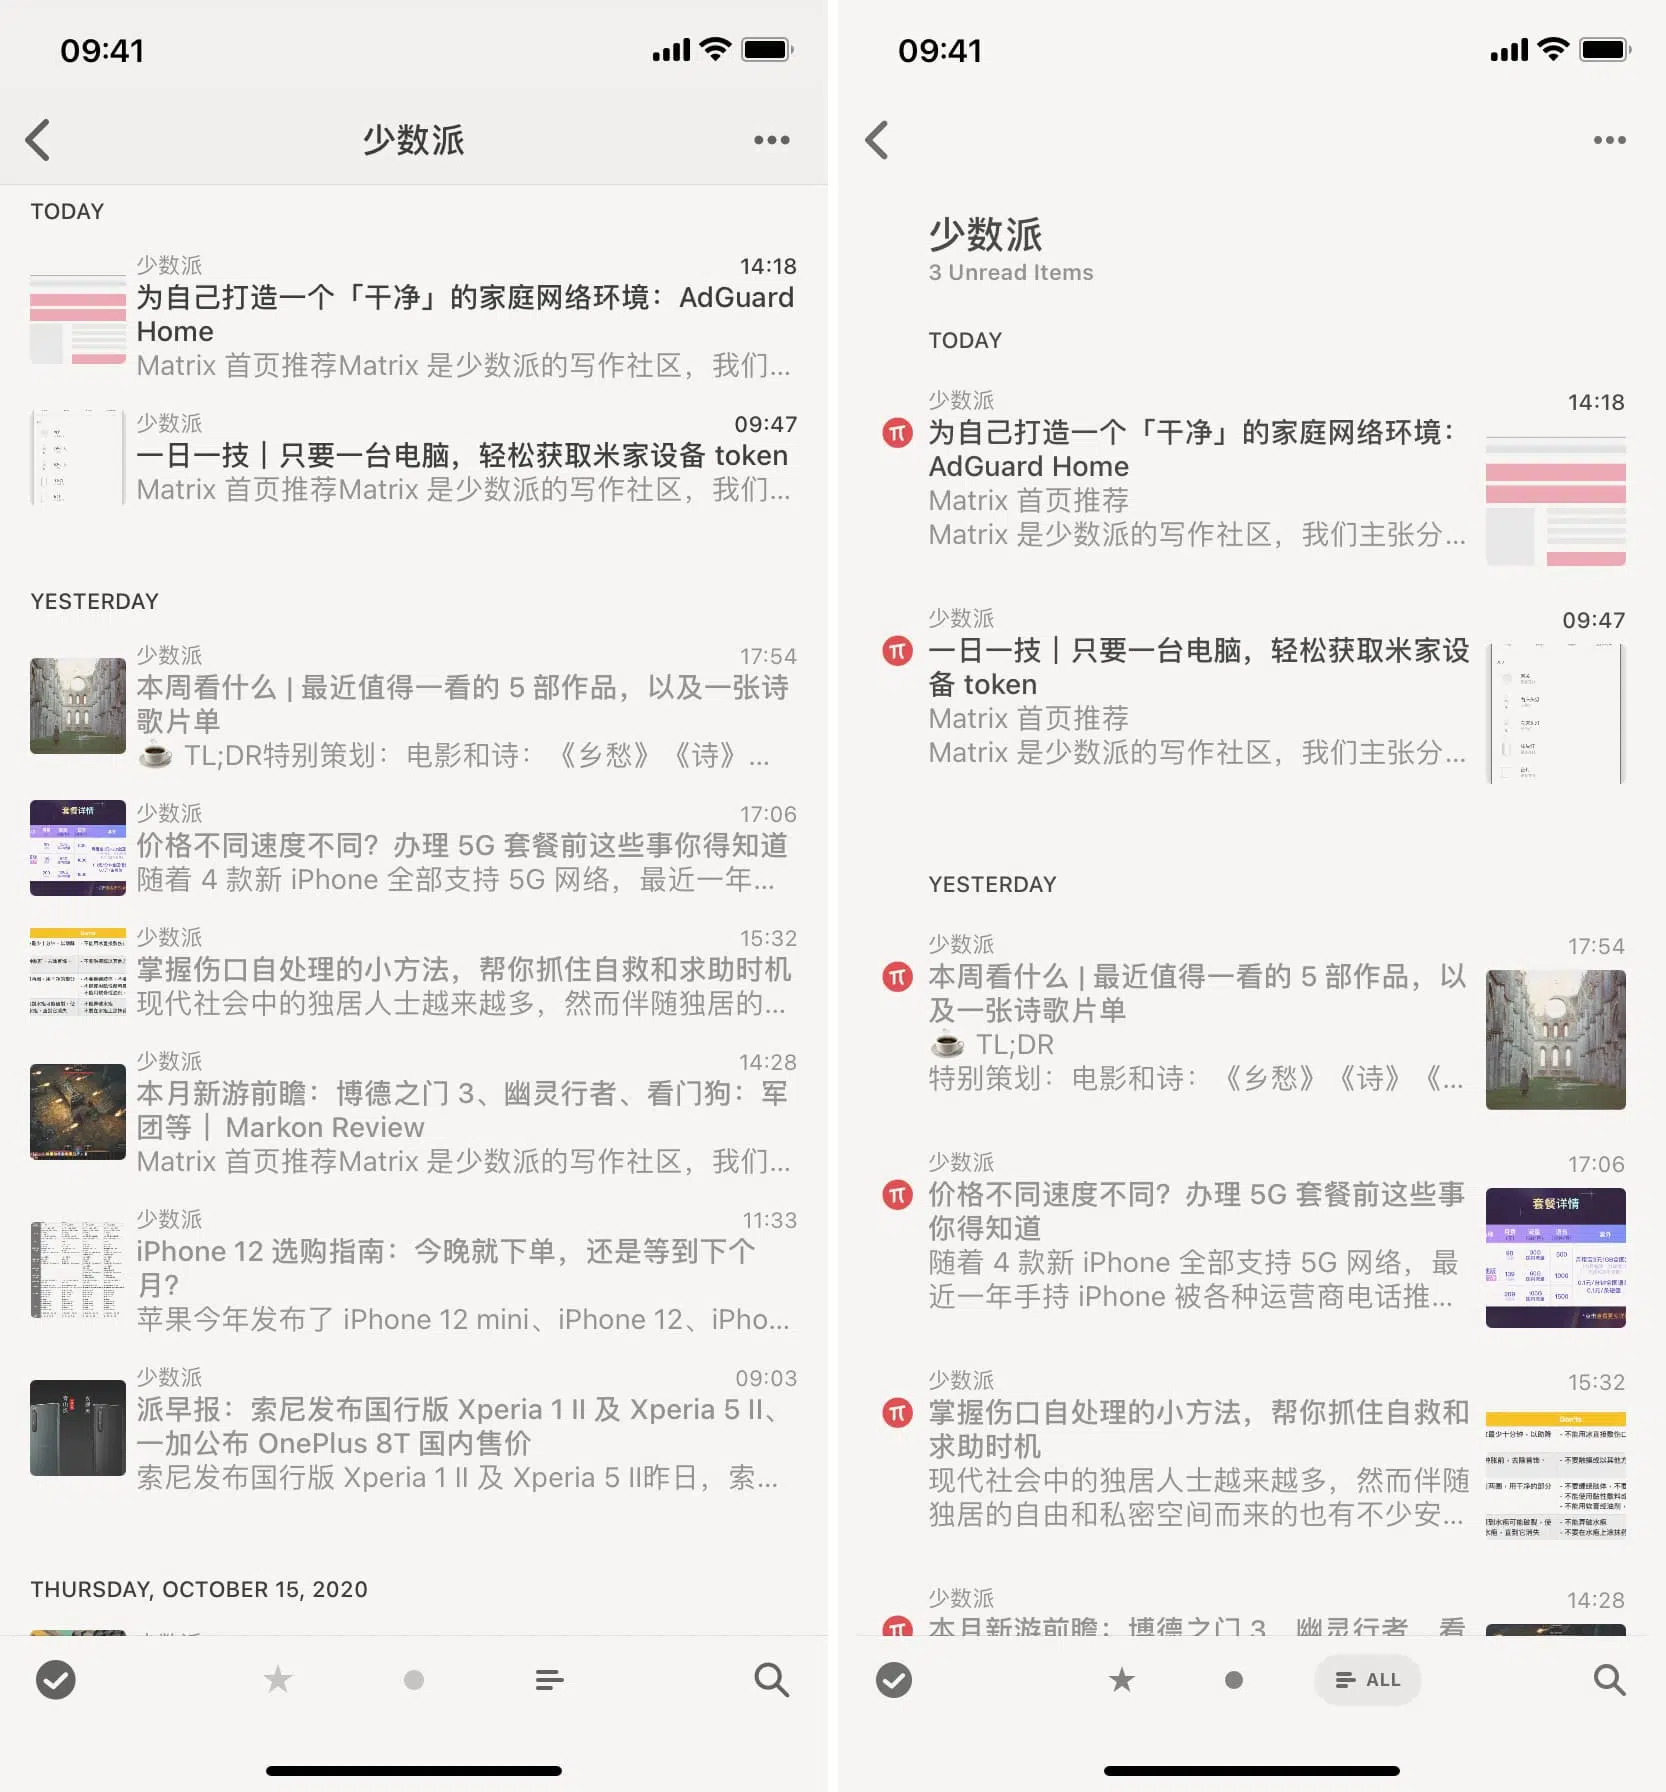 09:41
少数派
TODAY
少数派
14:18
为自己打造一个「干净」的家庭网络环境：AdGuard
Home
Matrix 首页推荐Matrix 是少数派的写作社区，我们...
少数派
09:47
一日一技｜只要一台电脑，轻松获取米家设备 token
Matrix 首页推荐Matrix 是少数派的写作社区，我们...
YESTERDAY
少数派
17:54
本周看什么 | 最近值得一看的 5 部作品，以及一张诗
歌片单
☕️ TL;DR特别策划：电影和诗：《乡愁》《诗》...
套餐详情
少数派
17:06
价格不同速度不同？办理 5G 套餐前这些事你得知道
随着 4 款新 iPhone 全部支持 5G 网络，最近一年...
少数派
15:32
掌握伤口自处理的小方法，帮你抓住自救和求助时机
现代社会中的独居人士越来越多，然而伴随独居的...
少数派
14:28
本月新游前瞻：博德之门 3、幽灵行者、看门狗：军
团等｜ Markon Review
Matrix 首页推荐Matrix 是少数派的写作社区，我们...
少数派
11:33
iPhone 12 选购指南：今晚就下单，还是等到下个
月？
苹果今年发布了 iPhone 12 mini、iPhone 12、iPho...
少数派
09:03
派早报：索尼发布国行版 Xperia 1 II 及 Xperia 5 II、
一加公布 OnePlus 8T 国内售价
索尼发布国行版 Xperia 1 II 及 Xperia 5 II昨日，索...
THURSDAY, OCTOBER 15, 2020
09:41
少数派
3 Unread Items
TODAY
少数派
14:18
为自己打造一个「干净」的家庭网络环境：
AdGuard Home
Matrix 首页推荐
Matrix 是少数派的写作社区，我们主张分...
少数派
09:47
一日一技｜只要一台电脑，轻松获取米家设
备 token
Matrix 首页推荐
Matrix 是少数派的写作社区，我们主张分...
YESTERDAY
少数派
17:54
本周看什么 | 最近值得一看的 5 部作品，以
及一张诗歌片单
☕️ TL;DR
特别策划：电影和诗：《乡愁》《诗》《...
少数派
17:06
价格不同速度不同？办理 5G 套餐前这些事
你得知道
随着 4 款新 iPhone 全部支持 5G 网络，最
近一年手持 iPhone 被各种运营商电话推...
套餐详情
少数派
15:32
掌握伤口自处理的小方法，帮你抓住自救和
求助时机
现代社会中的独居人士越来越多，然而伴随
独居的自由和私密空间而来的也有不少安...
少数派
14:28
本月新游前瞻：博德之门 3、幽灵行者、看
ALL